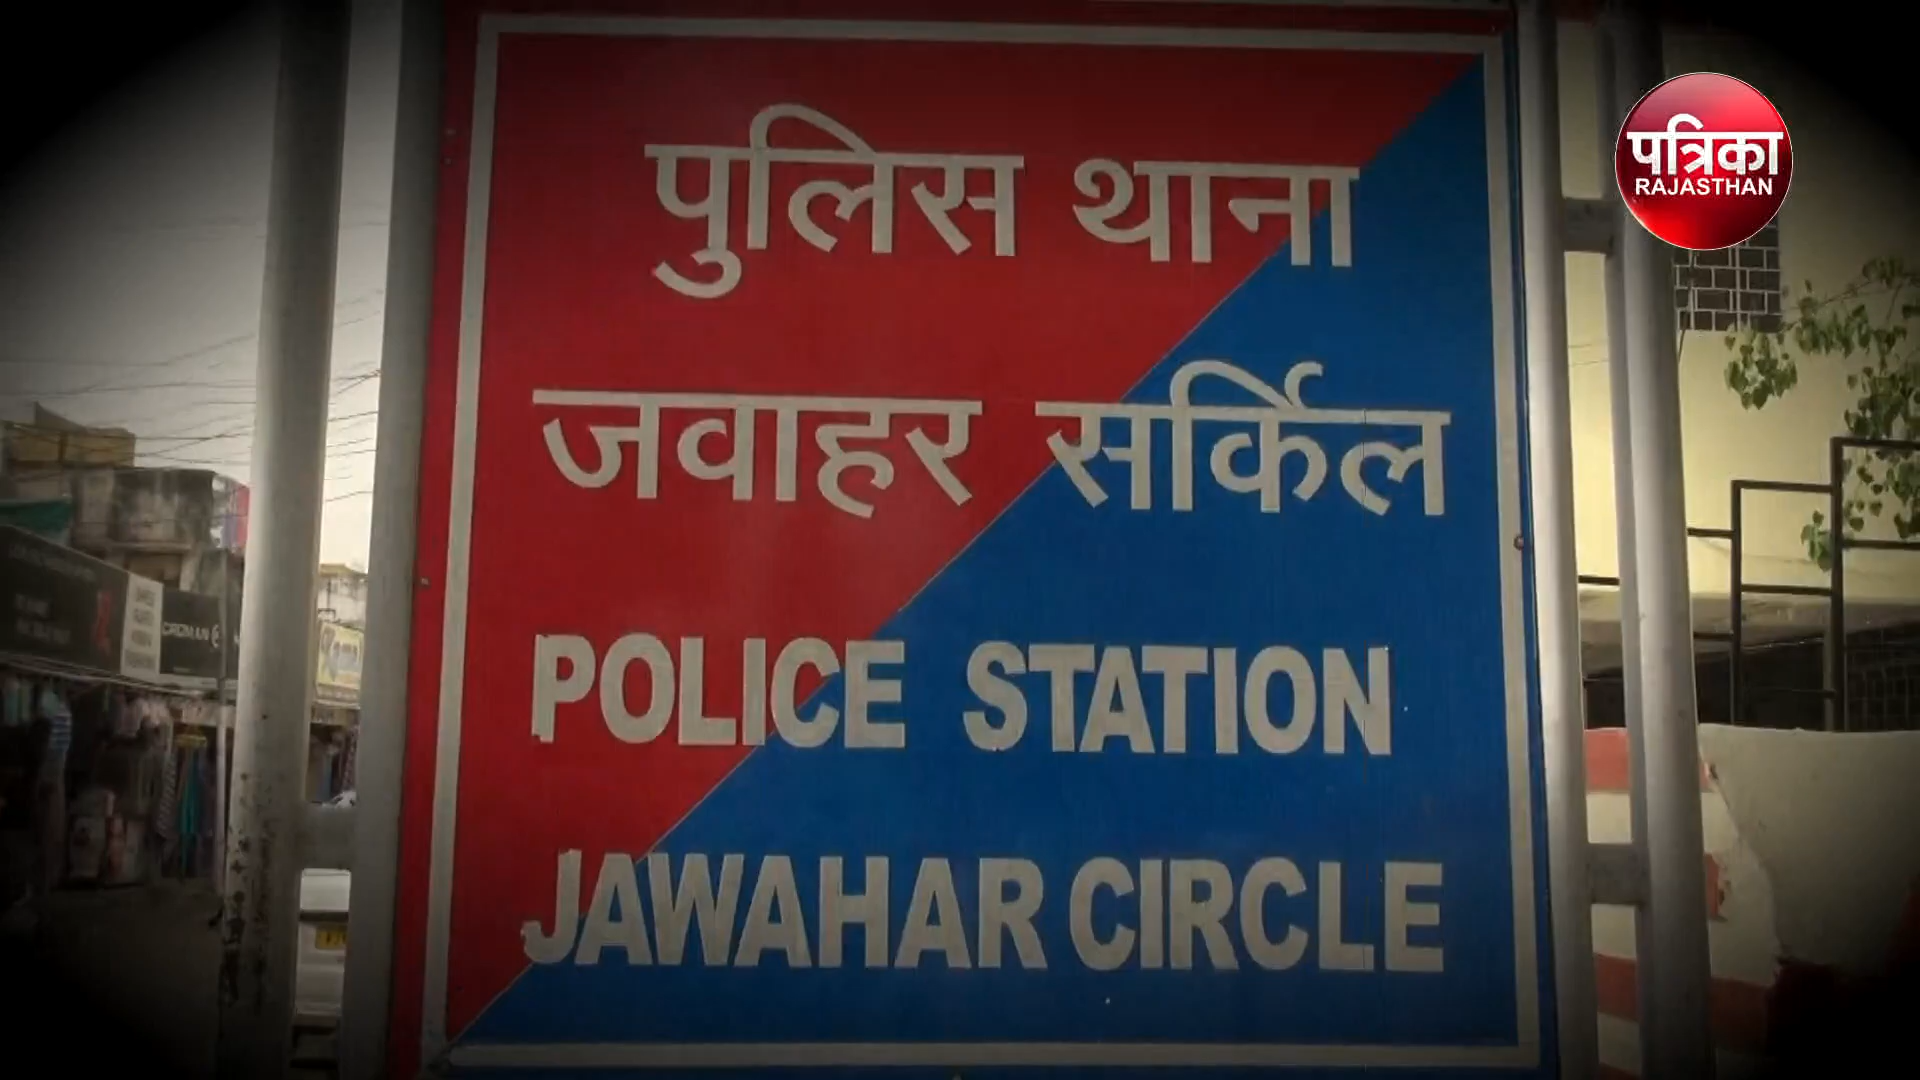 पुलिस थाना
जवाहर सर्किल
POLICE STATION
JAWAHAR CIRCLE
पत्रिका
RAJASTHAN